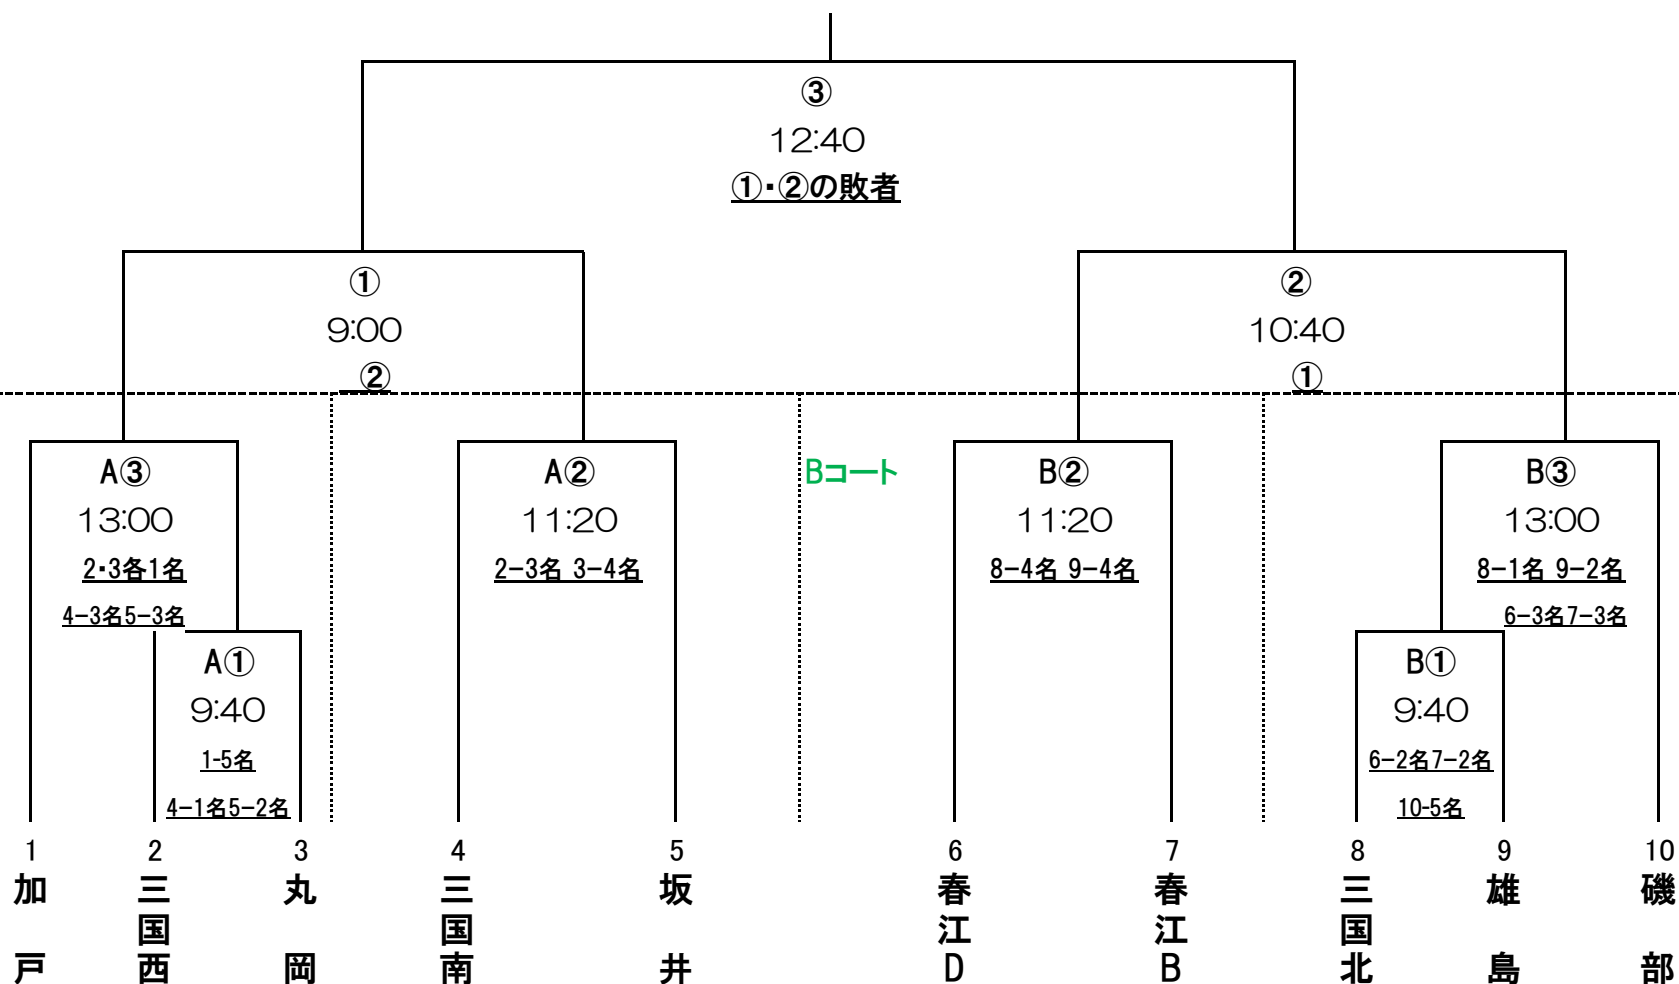 ③
12:40
①・②の敗者
①
9:00
②
②
10:40
①
A③
13:00
2・3各1名
4－3名5－3名
A②
11:20
2－3名 3－4名
Bコート
B②
11:20
8－4名 9－4名
B③
13:00
8－1名 9－2名
6－3名7－3名
A①
9:40
1-5名
4－1名5－2名
B①
9:40
6－2名7－2名
10-5名
1 2 3 4 5 6 7 8 9 10
加戸
三国西
丸岡
三国南
坂井
春江D
春江B
三国北
雄島
磯部